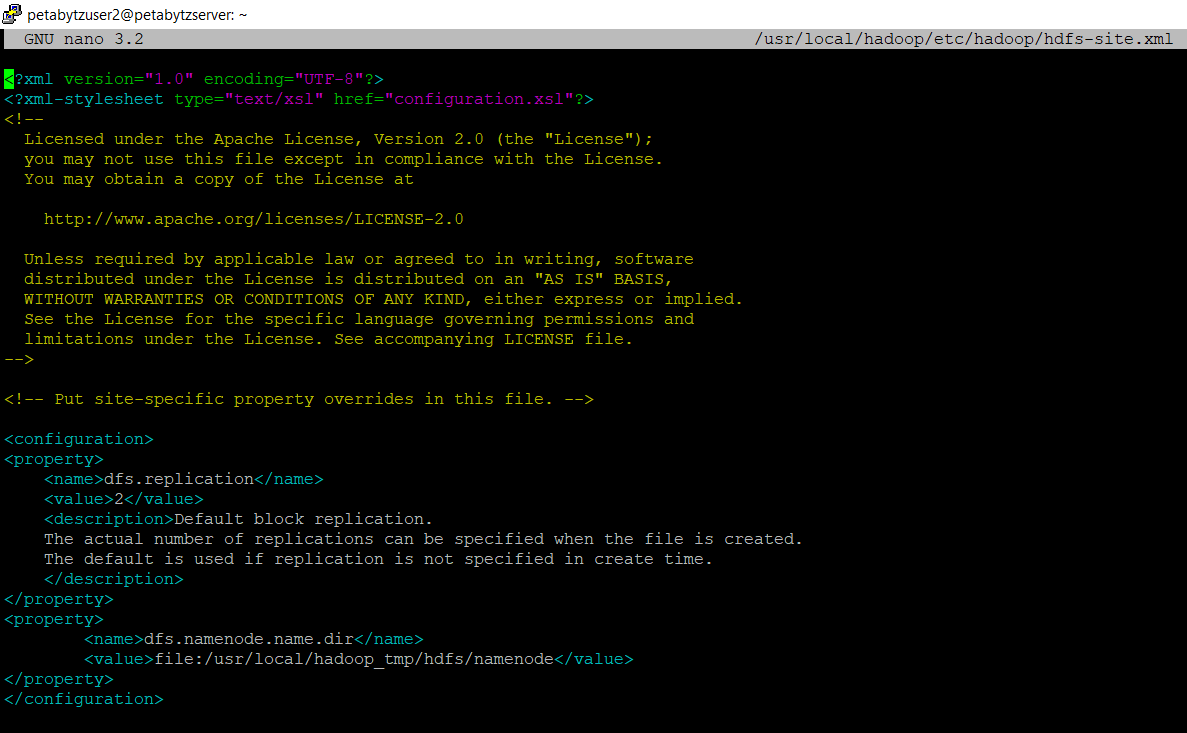 petabytzuser2@petabytzserver: ~
GNU nano 3.2 /usr/local/hadoop/etc/hadoop/hdfs-site.xml
<?xml version="1.0" encoding="UTF-8"?>
<?xml-stylesheet type="text/xsl" href="configuration.xsl"?>
<!--
  Licensed under the Apache License, Version 2.0 (the "License");
  you may not use this file except in compliance with the License.
  You may obtain a copy of the License at
    http://www.apache.org/licenses/LICENSE-2.0
  Unless required by applicable law or agreed to in writing, software
  distributed under the License is distributed on an "AS IS" BASIS,
  WITHOUT WARRANTIES OR CONDITIONS OF ANY KIND, either express or implied.
  See the License for the specific language governing permissions and
  limitations under the License. See accompanying LICENSE file.
-->
<!-- Put site-specific property overrides in this file. -->
<configuration>
<property>
    <name>dfs.replication</name>
    <value>2</value>
    <description>Default block replication.
    The actual number of replications can be specified when the file is created.
    The default is used if replication is not specified in create time.
    </description>
</property>
<property>
        <name>dfs.namenode.name.dir</name>
        <value>file:/usr/local/hadoop_tmp/hdfs/namenode</value>
</property>
</configuration>